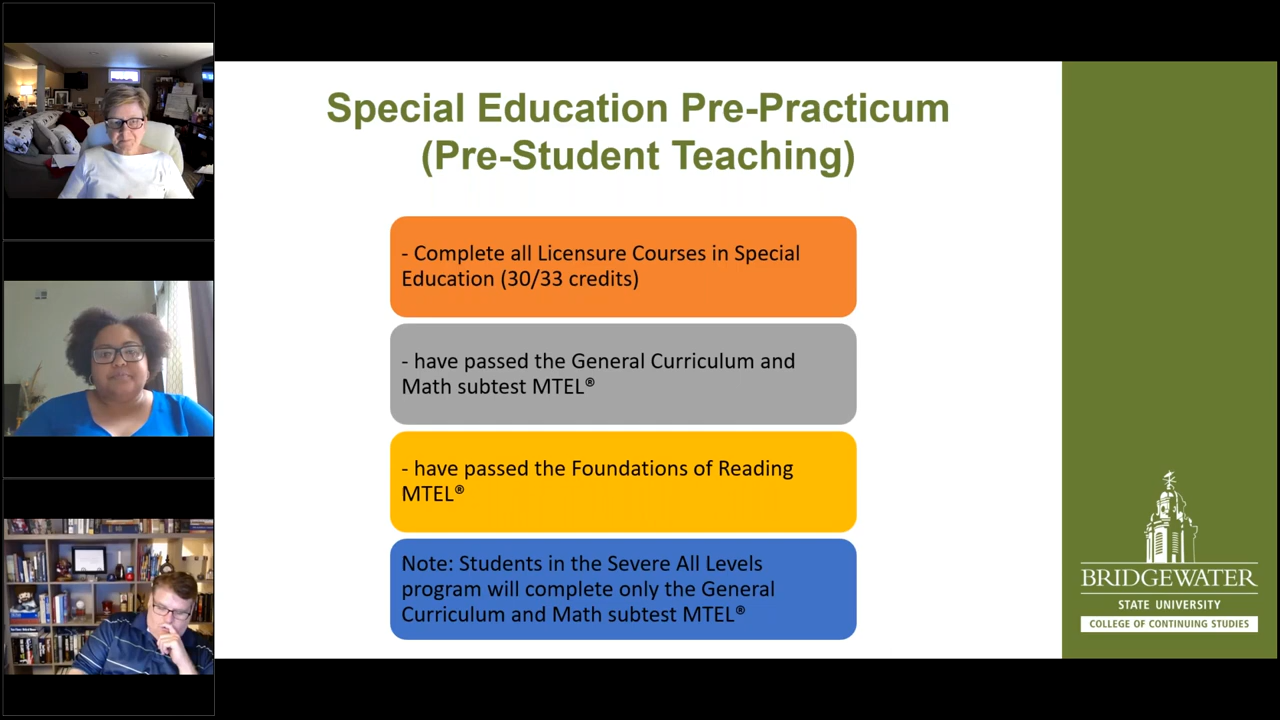 Special Education Pre-Practicum
(Pre-Student Teaching)
- Complete all Licensure Courses in Special
Education (30/33 credits)
- have passed the General Curriculum and
Math subtest MTEL®
- have passed the Foundations of Reading
MTEL®
Note: Students in the Severe All Levels
program will complete only the General
Curriculum and Math subtest MTEL®
BRIDGEWATER
STATE UNIVERSITY
COLLEGE OF CONTINUING STUDIES